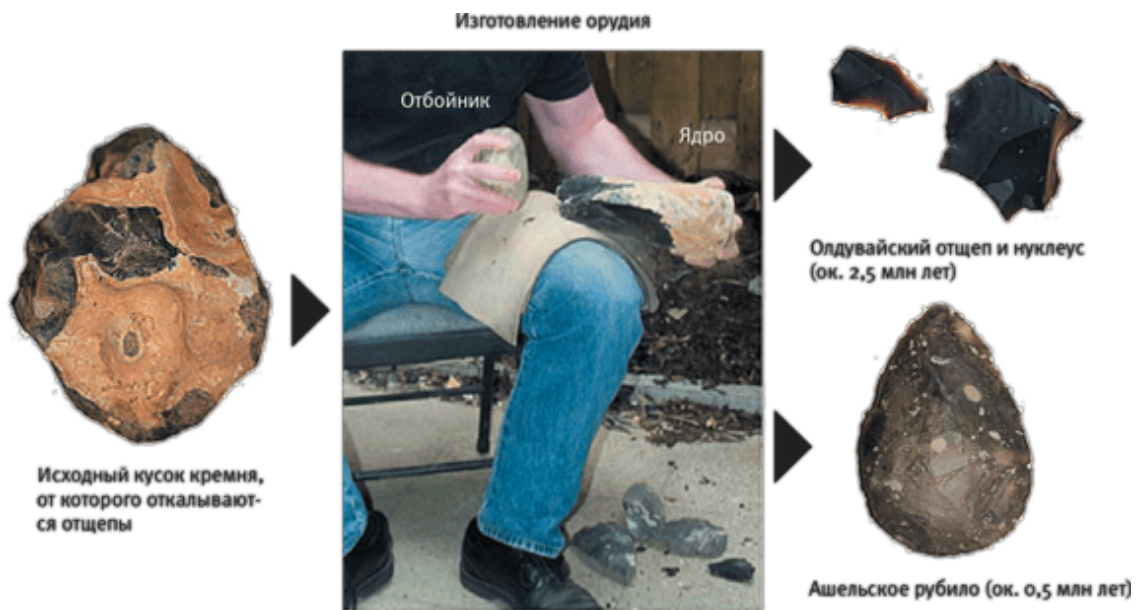 Изготовление орудия
Отбойник
Ядро
Исходный кусок кремня,
от которого откалывают-
ся отщепы
Олдувайский отщеп и нуклеус
(ок. 2,5 млн лет)
Ашельское рубило (ок. 0,5 млн лет)